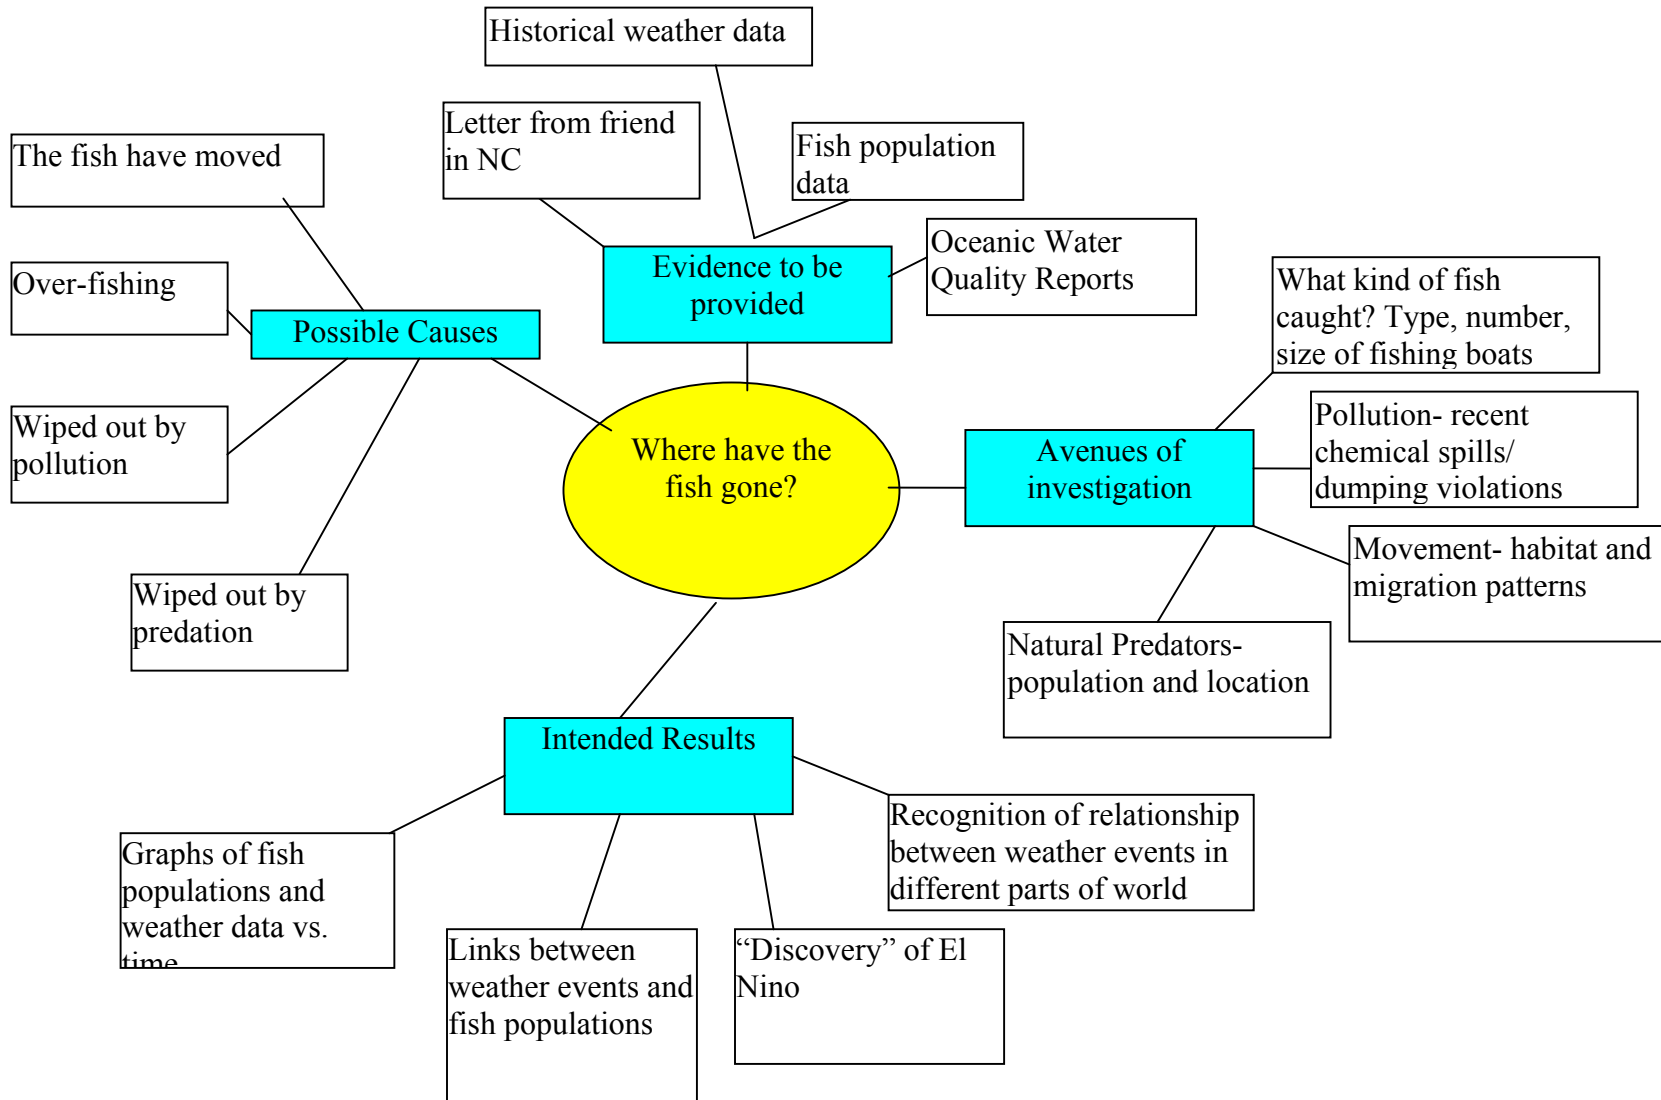 Historical weather data
Letter from friend
in NC
Fish population
data
The fish have moved
Oceanic Water
Quality Reports
Evidence to be
provided
Over-fishing
What kind of fish
caught? Type, number,
size of fishing boats
Possible Causes
Wiped out by
pollution
Where have the
fish gone?
Avenues of
investigation
Pollution- recent
chemical spills/
dumping violations
Movement- habitat and
migration patterns
Wiped out by
predation
Natural Predators-
population and location
Intended Results
Recognition of relationship
between weather events in
different parts of world
Graphs of fish
populations and
weather data vs.
time
Links between
weather events and
fish populations
“Discovery” of El
Nino